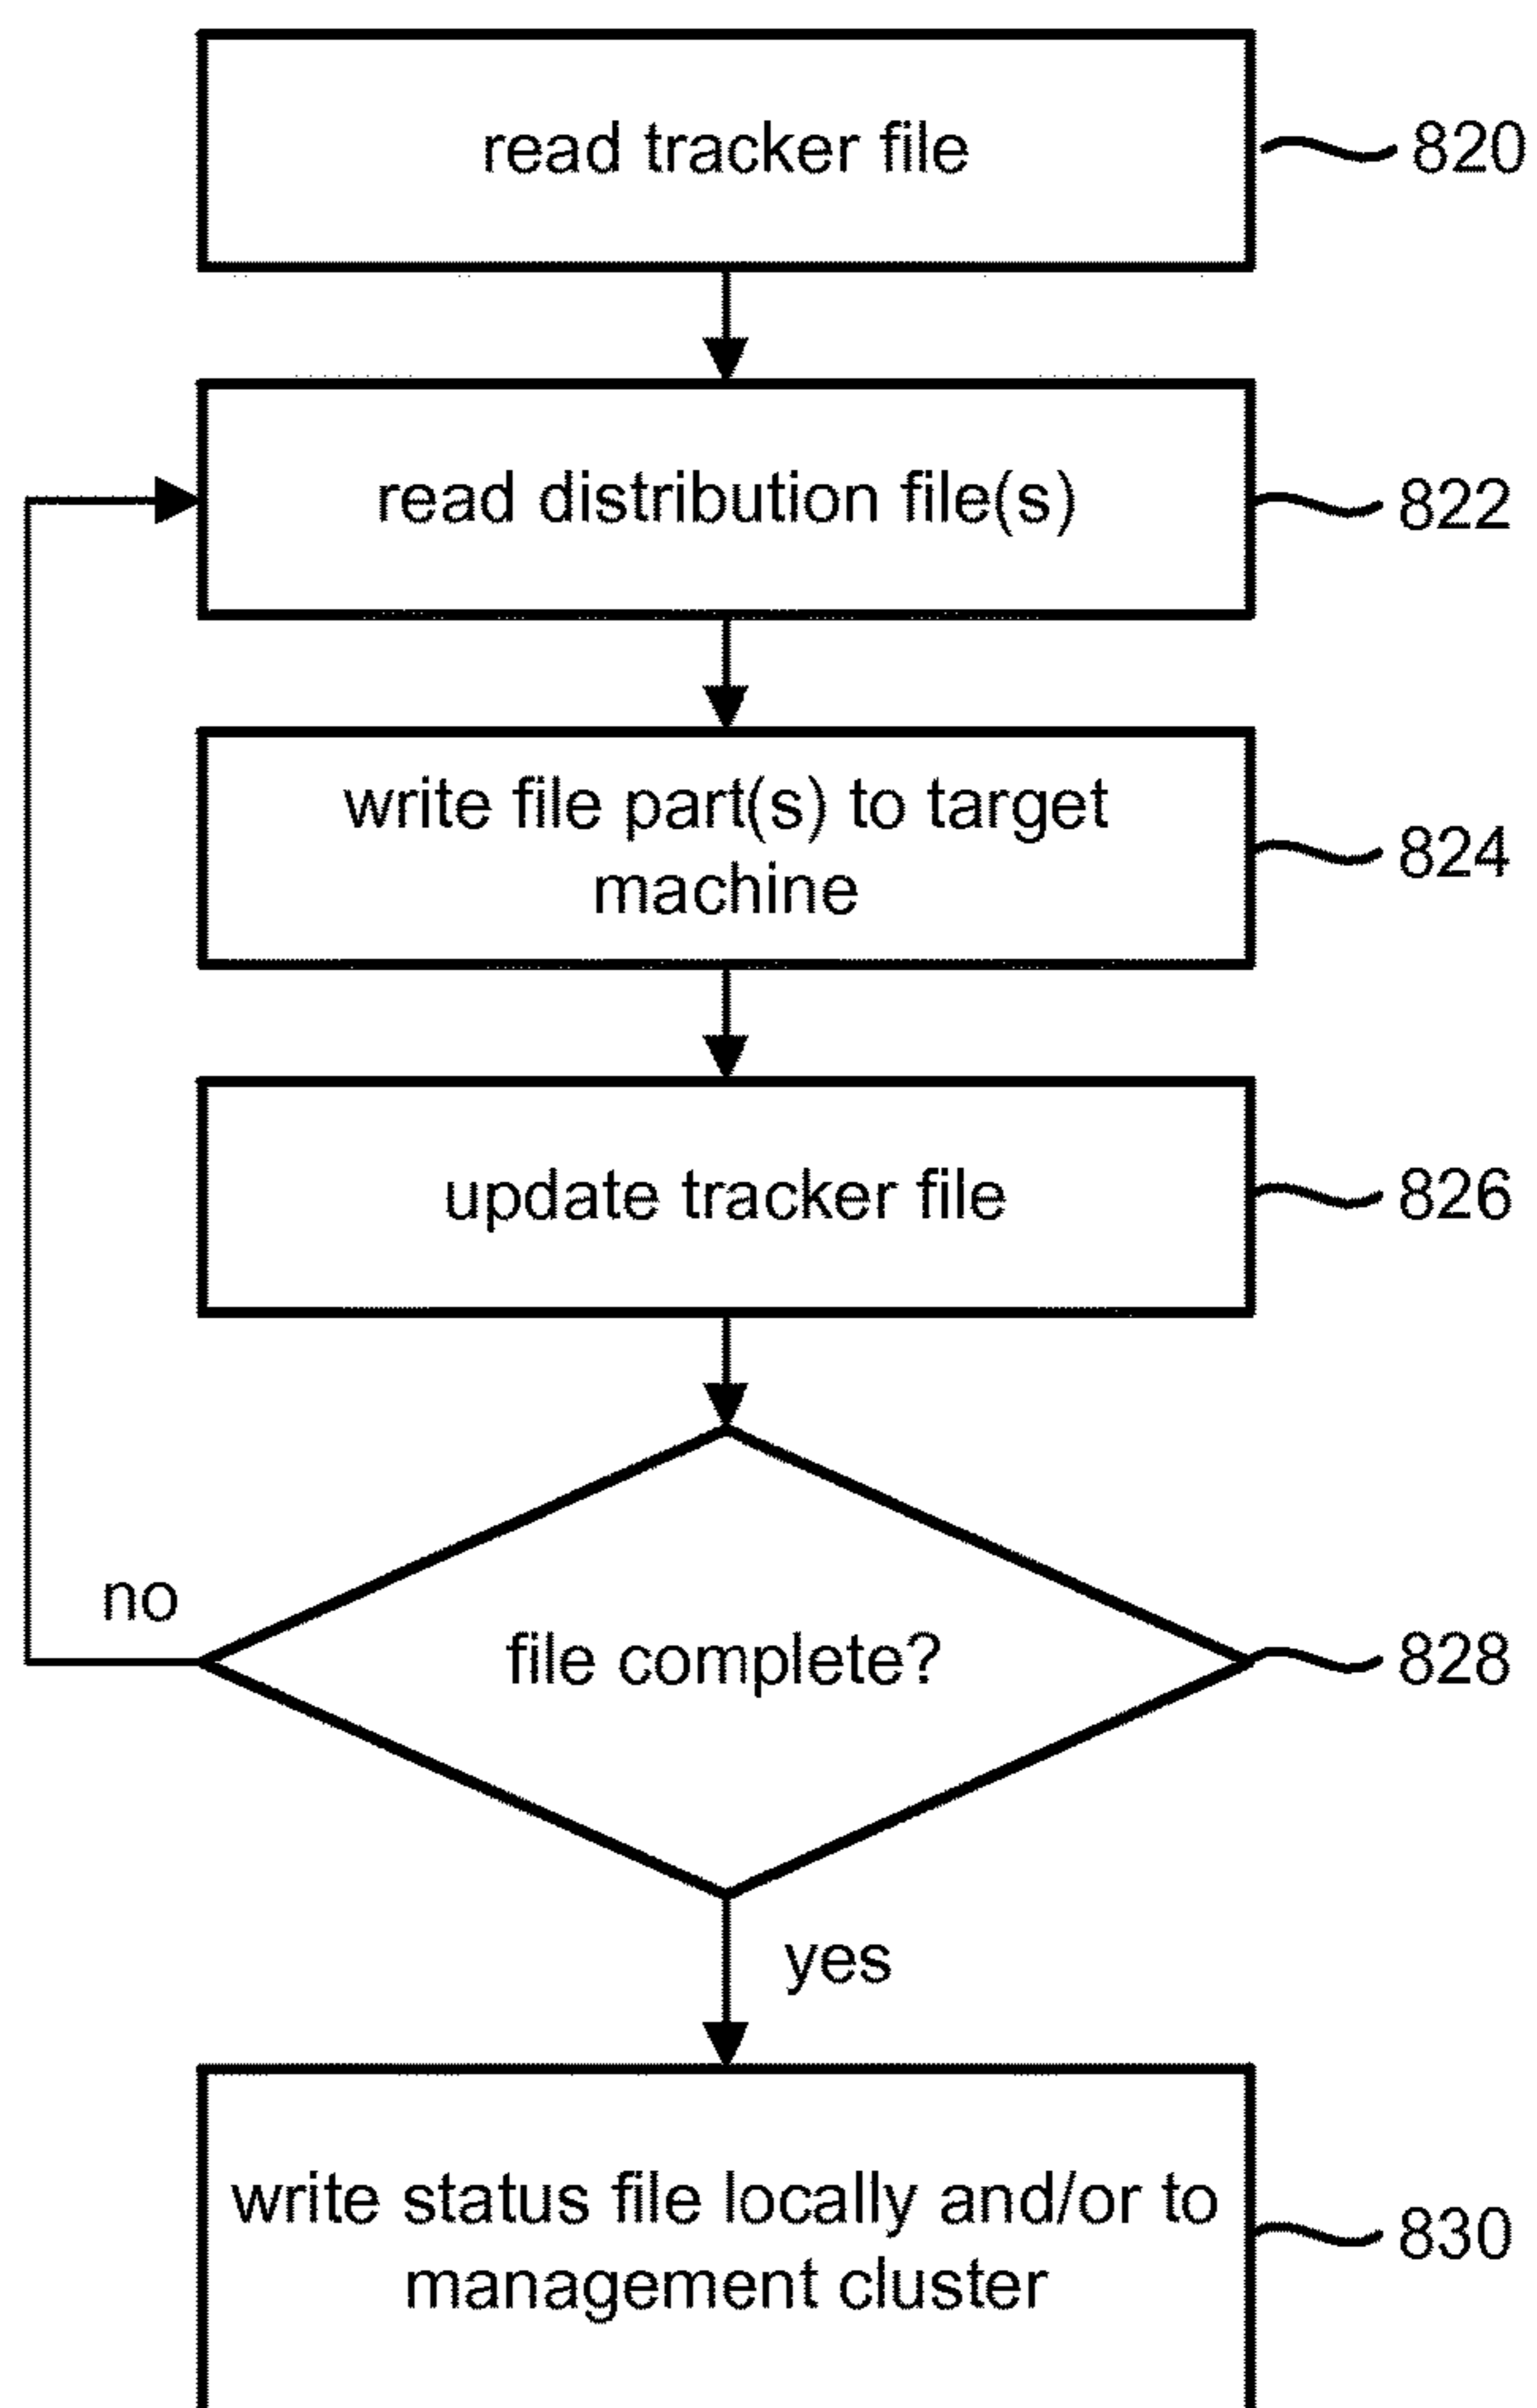 read tracker file
820
read distribution file(s)
822
write file part(s) to target
machine
824
update tracker file
826
no
file complete?
828
yes
write status file locally and/or to
management cluster
830